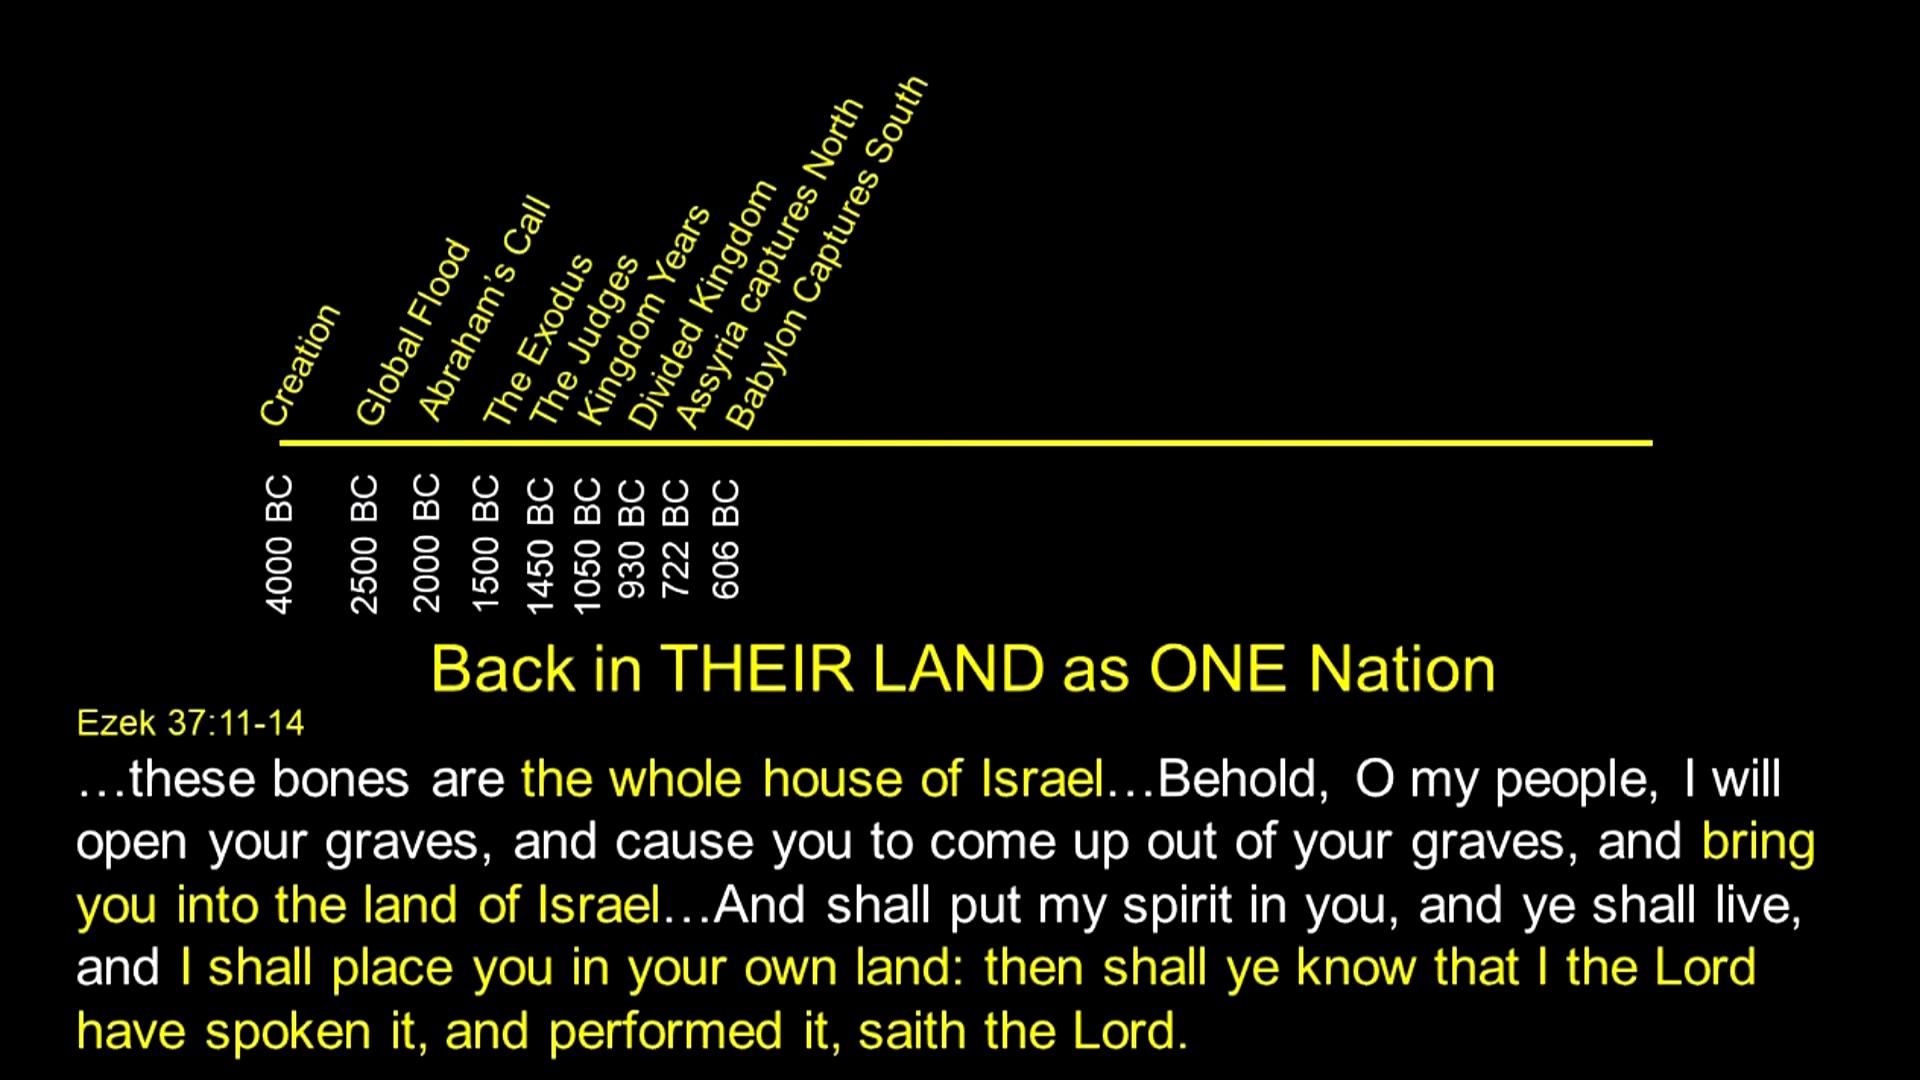 Creation
Global Flood
Abraham's Call
The Exodus
The Judges
Kingdom Years
Divided Kingdom
Assyria captures North
Babylon Captures South
4000 BC
2500 BC
2000 BC
1500 BC
1450 BC
1050 BC
930 BC
722 BC
606 BC
Back in THEIR LAND as ONE Nation
Ezek 37:11-14
…these bones are the whole house of Israel…Behold, O my people, I will
open your graves, and cause you to come up out of your graves, and bring
you into the land of Israel…And shall put my spirit in you, and ye shall live,
and I shall place you in your own land: then shall ye know that I the Lord
have spoken it, and performed it, saith the Lord.